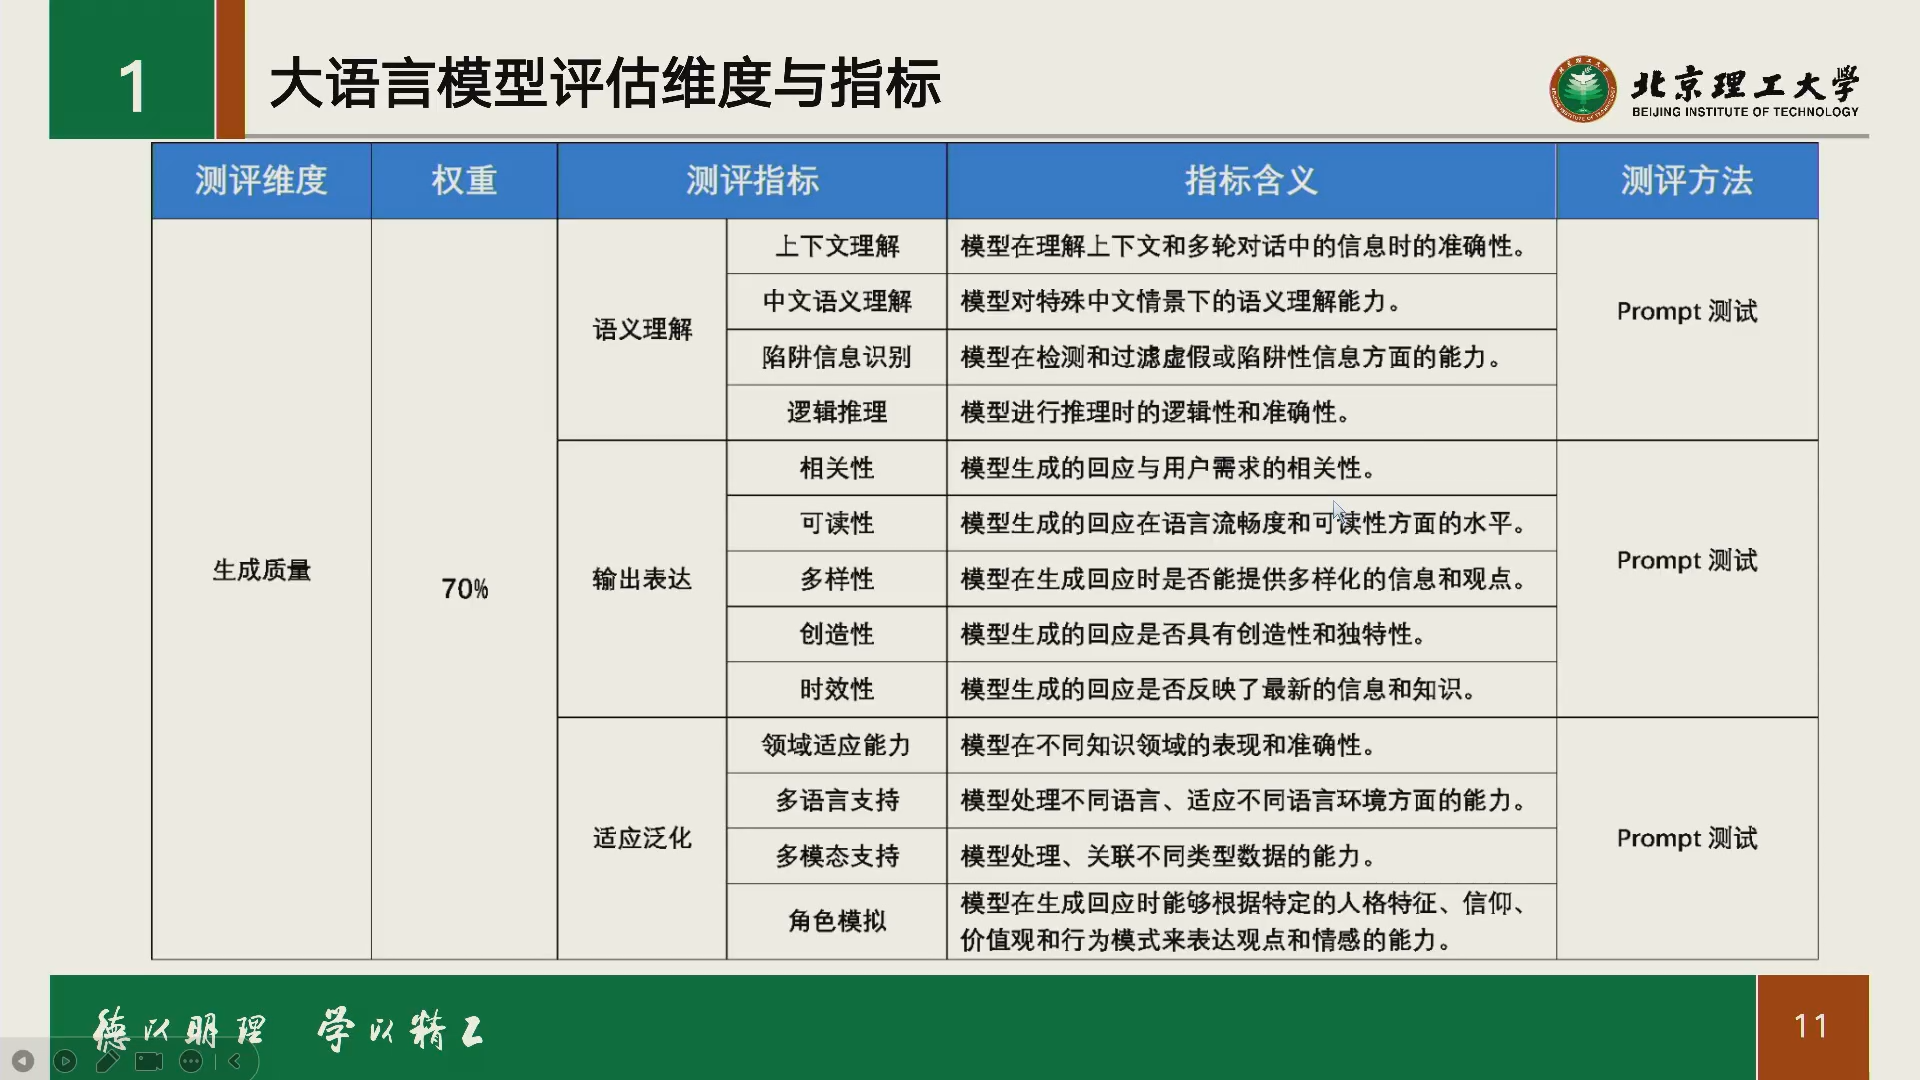 1
大语言模型评估维度与指标
北京理工大学
BEIJING INSTITUTE OF TECHNOLOGY
测评维度 权重 测评指标 指标含义 测评方法
生成质量
70%
语义理解
上下文理解 模型在理解上下文和多轮对话中的信息时的准确性。
中文语义理解 模型对特殊中文情景下的语义理解能力。
陷阱信息识别 模型在检测和过滤虚假或陷阱性信息方面的能力。
逻辑推理 模型进行推理时的逻辑性和准确性。
Prompt 测试
输出表达
相关性 模型生成的回应与用户需求的相关性。
可读性 模型生成的回应在语言流畅度和可读性方面的水平。
多样性 模型在生成回应时是否能提供多样化的信息和观点。
创造性 模型生成的回应是否具有创造性和独特性。
时效性 模型生成的回应是否反映了最新的信息和知识。
Prompt 测试
适应泛化
领域适应能力 模型在不同知识领域的表现和准确性。
多语言支持 模型处理不同语言、适应不同语言环境方面的能力。
多模态支持 模型处理、关联不同类型数据的能力。
角色模拟 模型在生成回应时能够根据特定的人格特征、信仰、
价值观和行为模式来表达观点和情感的能力。
Prompt 测试
德以明理 学以精工
11